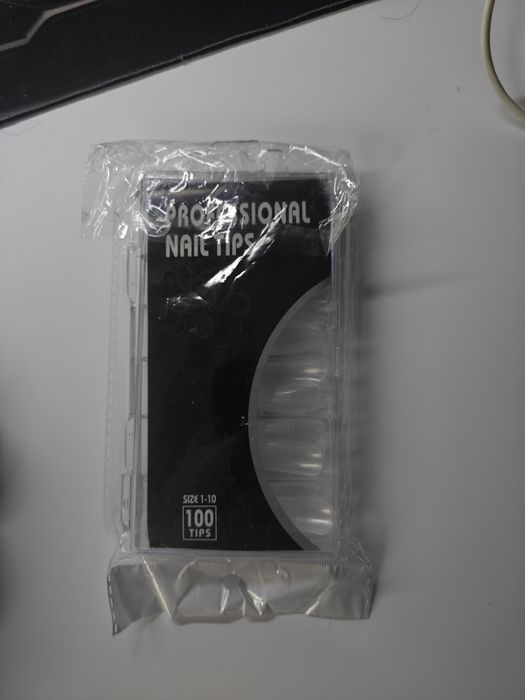 PROFESSIONAL
NAIL TIPS
SIZE 1-10
100
TIPS